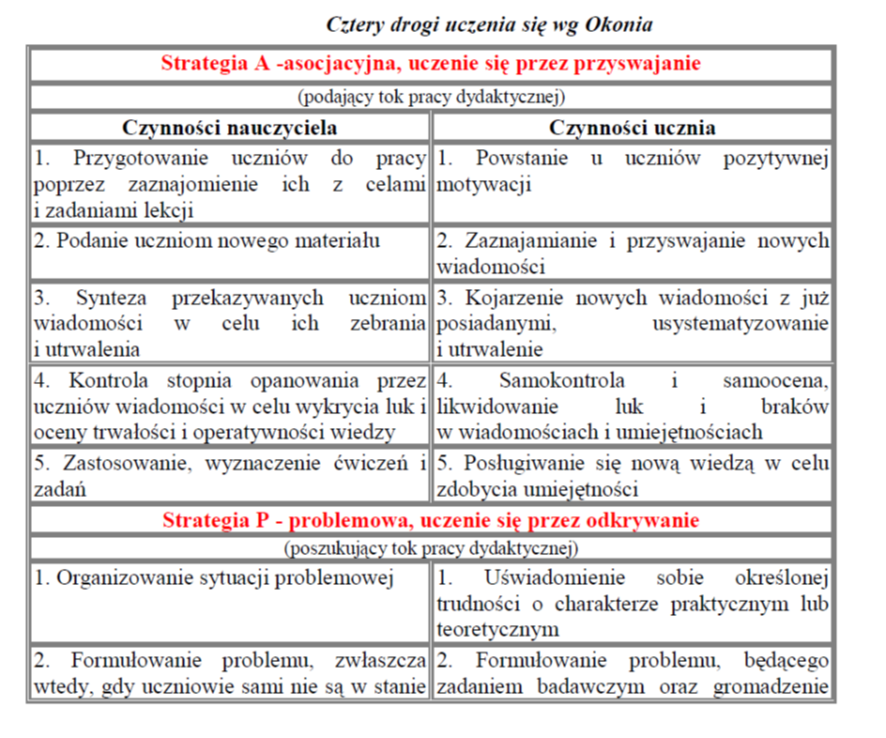 Cztery drogi uczenia się wg Okonia
Strategia A -asocjacyjna, uczenie się przez przyswajanie
(podający tok pracy dydaktycznej)
Czynności nauczyciela
Czynności ucznia
1. Przygotowanie uczniów do pracy
poprzez zaznajomienie ich z celami
i zadaniami lekcji
1. Powstanie u uczniów pozytywnej
motywacji
2. Podanie uczniom nowego materiału
2. Zaznajamianie i przyswajanie nowych
wiadomości
3. Synteza przekazywanych uczniom
wiadomości w celu ich zebrania
i utrwalenia
3. Kojarzenie nowych wiadomości z już
posiadanymi, usystematyzowanie
i utrwalenie
4. Kontrola stopnia opanowania przez
uczniów wiadomości w celu wykrycia luk i
oceny trwałości i operatywności wiedzy
4. Samokontrola i samoocena,
likwidowanie luk i braków
w wiadomościach i umiejętnościach
5. Zastosowanie, wyznaczenie ćwiczeń i
zadań
5. Posługiwanie się nową wiedzą w celu
zdobycia umiejętności
Strategia P - problemowa, uczenie się przez odkrywanie
(poszukujący tok pracy dydaktycznej)
1. Organizowanie sytuacji problemowej
1. Uświadomienie sobie określonej
trudności o charakterze praktycznym lub
teoretycznym
2. Formułowanie problemu, zwłaszcza
wtedy, gdy uczniowie sami nie są w stanie
2. Formułowanie problemu, będącego
zadaniem badawczym oraz gromadzenie